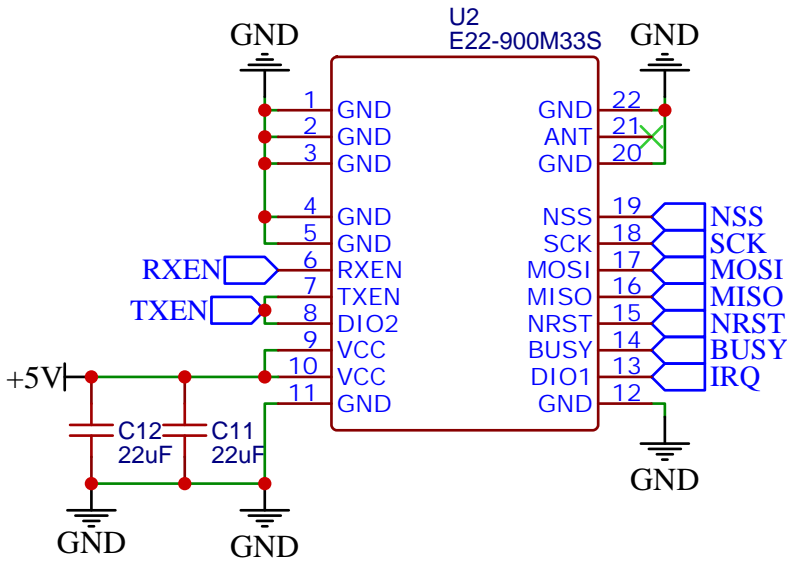 U2
E22-900M33S
GND
GND
1 GND
2 GND
3 GND
4 GND
5 GND
RXEN 6 RXEN
TXEN 7 TXEN
8 DIO2
9 VCC
+5V 10 VCC
11 GND
GND 22
ANT 21
GND 20
NSS 19 NSS
SCK 18 SCK
MOSI 17 MOSI
MISO 16 MISO
NRST 15 NRST
BUSY 14 BUSY
DIO1 13 IRQ
GND 12
C12
22uF
C11
22uF
GND
GND
GND